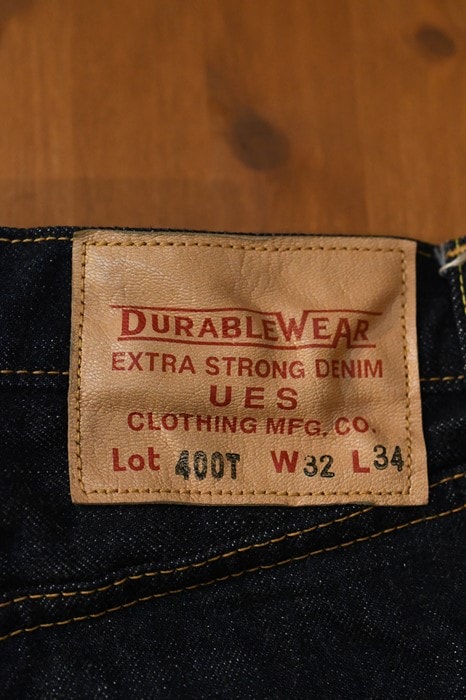 DURABLEWEAR
EXTRA STRONG DENIM
UES
CLOTHING MFG. CO.
Lot 400T W32 L34